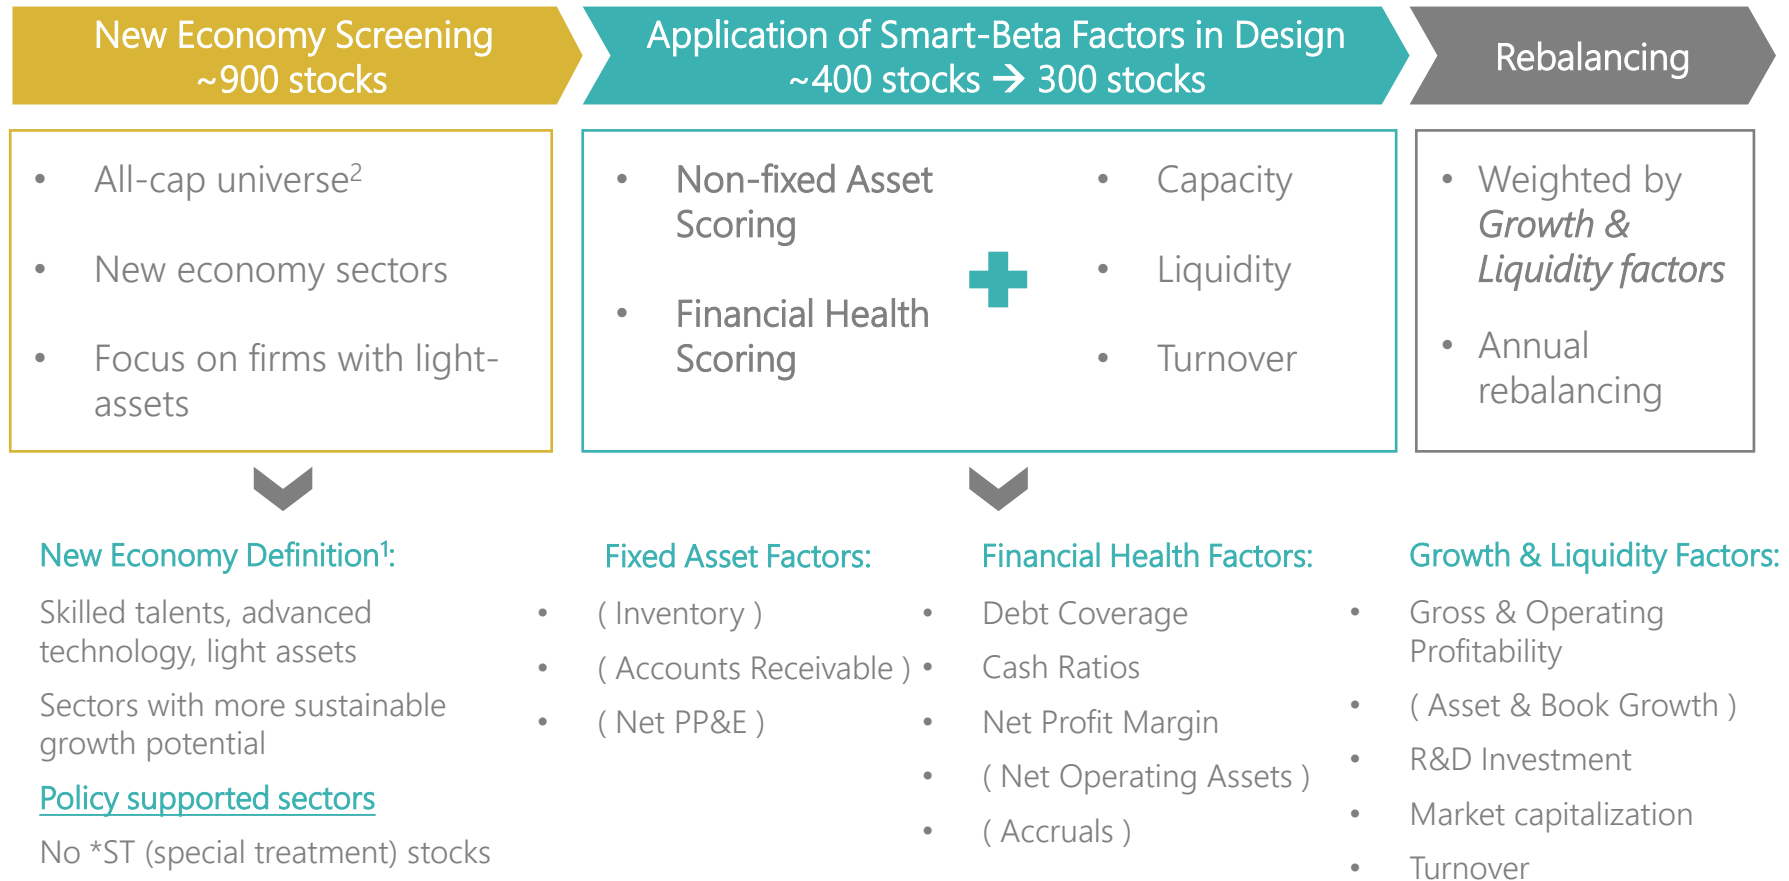 New Economy Screening
~900 stocks
Application of Smart-Beta Factors in Design
~400 stocks → 300 stocks
Rebalancing
• All-cap universe²
• New economy sectors
• Focus on firms with light-
assets
• Non-fixed Asset
Scoring
• Financial Health
Scoring
• Capacity
• Liquidity
• Turnover
• Weighted by
Growth &
Liquidity factors
• Annual
rebalancing
New Economy Definition¹:
Skilled talents, advanced
technology, light assets
Sectors with more sustainable
growth potential
Policy supported sectors
No *ST (special treatment) stocks
Fixed Asset Factors:
• ( Inventory )
• ( Accounts Receivable )
• ( Net PP&E )
Financial Health Factors:
• Debt Coverage
• Cash Ratios
• Net Profit Margin
• ( Net Operating Assets )
• ( Accruals )
Growth & Liquidity Factors:
• Gross & Operating
Profitability
• ( Asset & Book Growth )
• R&D Investment
• Market capitalization
• Turnover